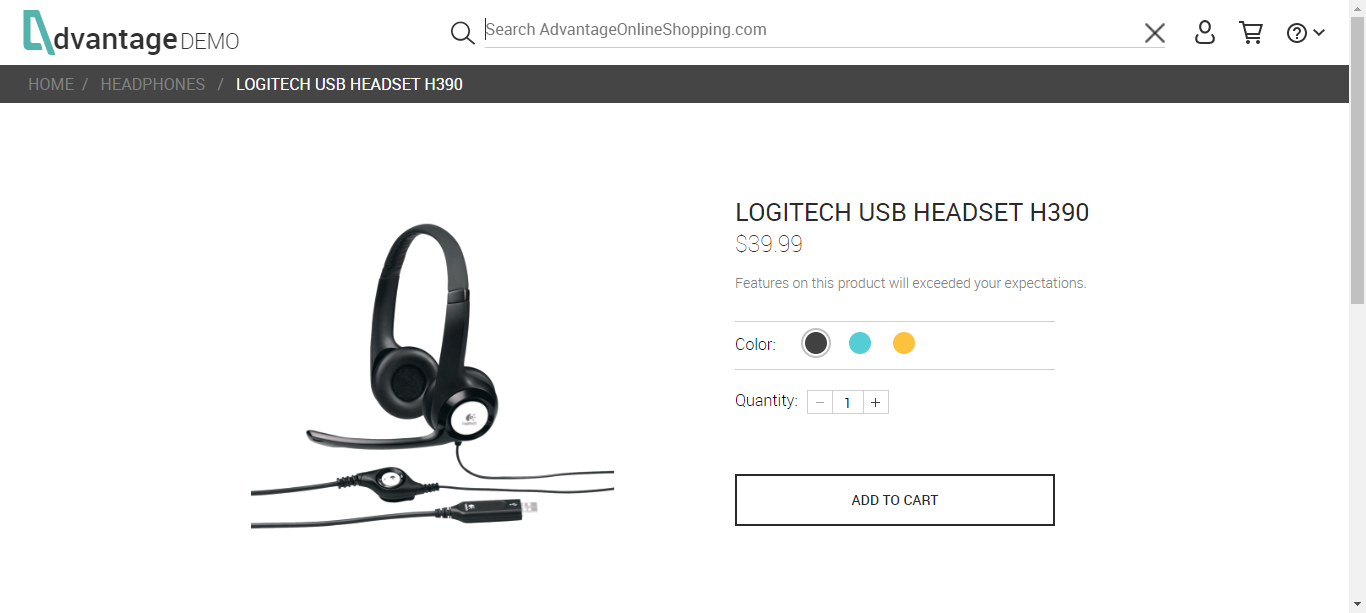 Advantage DEMO
Search AdvantageOnlineShopping.com
HOME / HEADPHONES / LOGITECH USB HEADSET H390
LOGITECH USB HEADSET H390
$39.99
Features on this product will exceeded your expectations.
Color:
Quantity: − 1 +
ADD TO CART